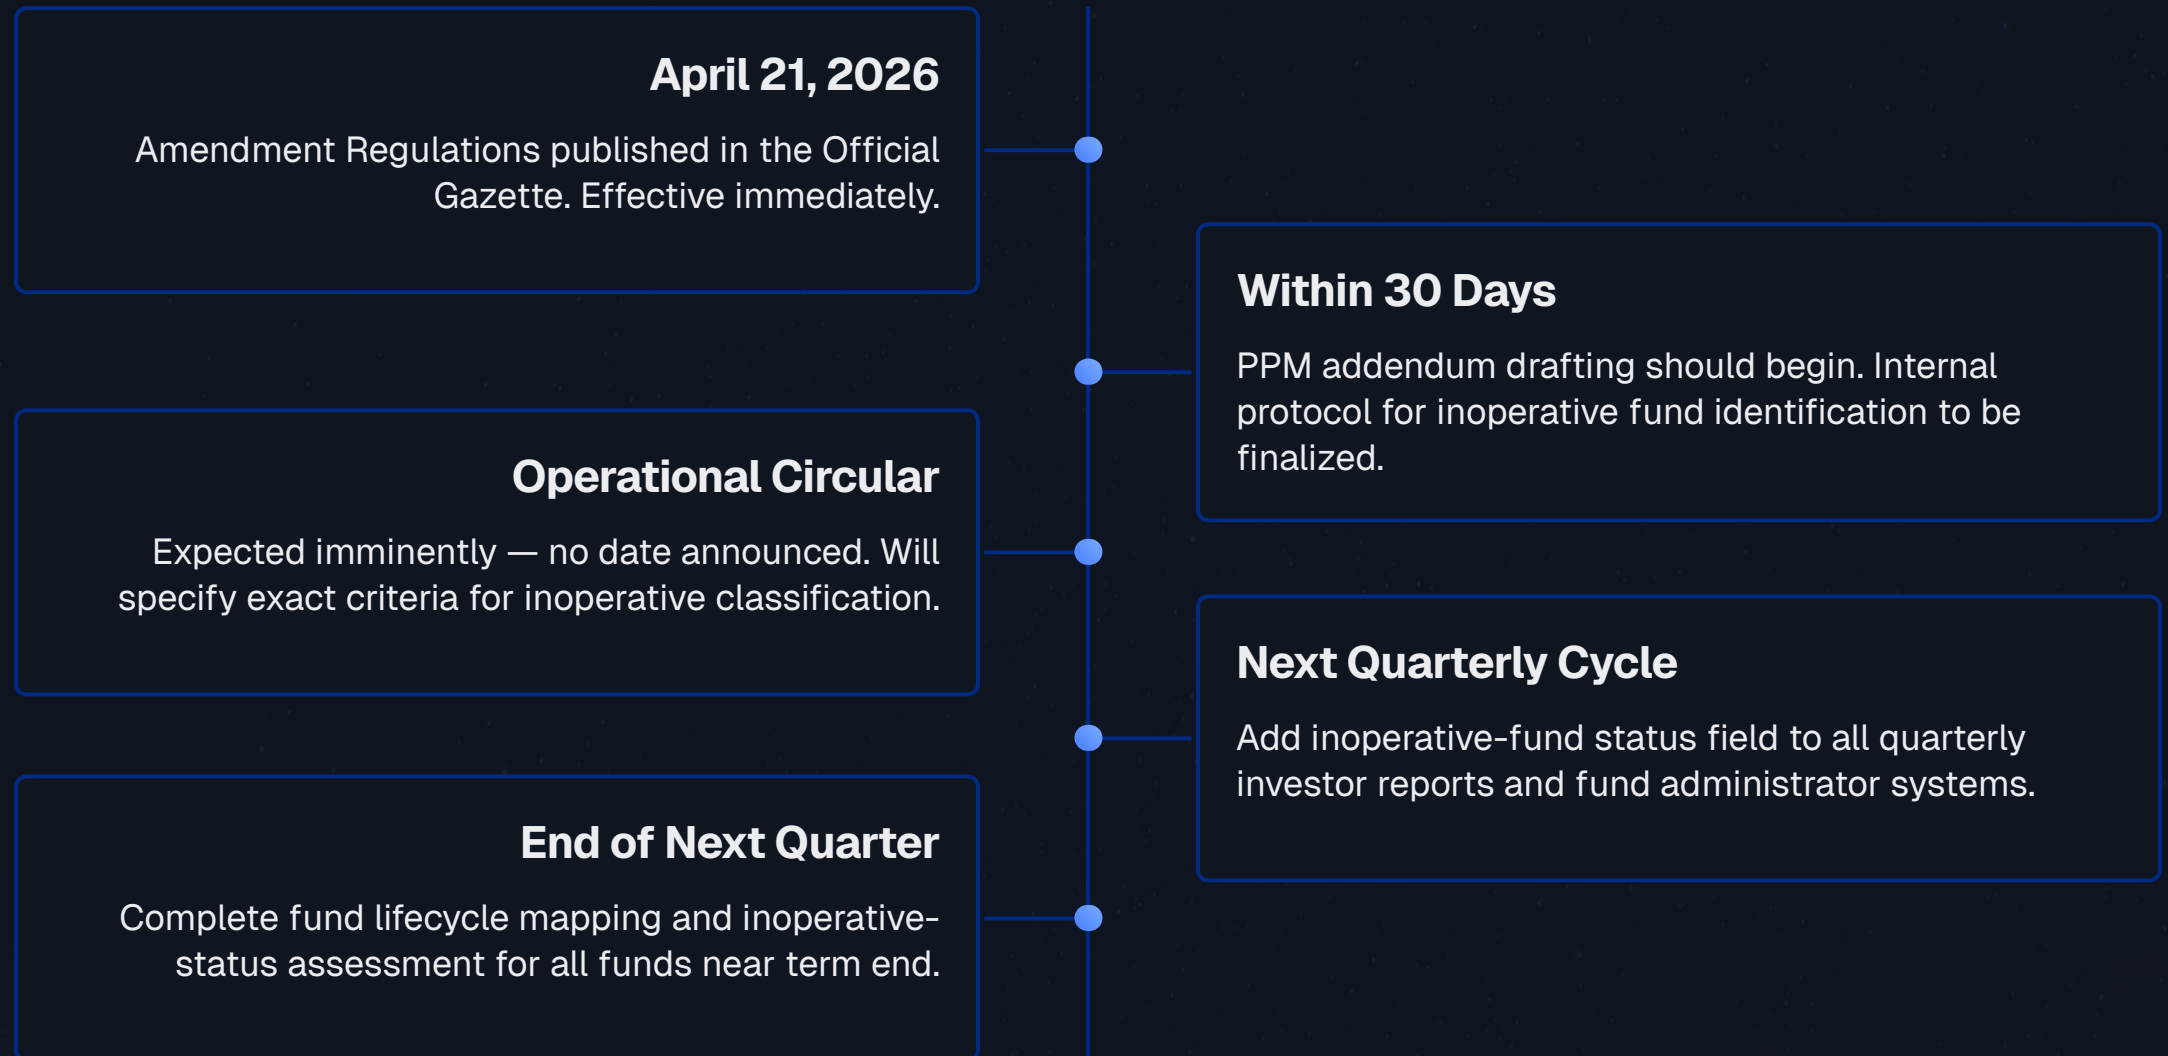 April 21, 2026
Amendment Regulations published in the Official
Gazette. Effective immediately.
Within 30 Days
PPM addendum drafting should begin. Internal
protocol for inoperative fund identification to be
finalized.
Operational Circular
Expected imminently — no date announced. Will
specify exact criteria for inoperative classification.
Next Quarterly Cycle
Add inoperative-fund status field to all quarterly
investor reports and fund administrator systems.
End of Next Quarter
Complete fund lifecycle mapping and inoperative-
status assessment for all funds near term end.